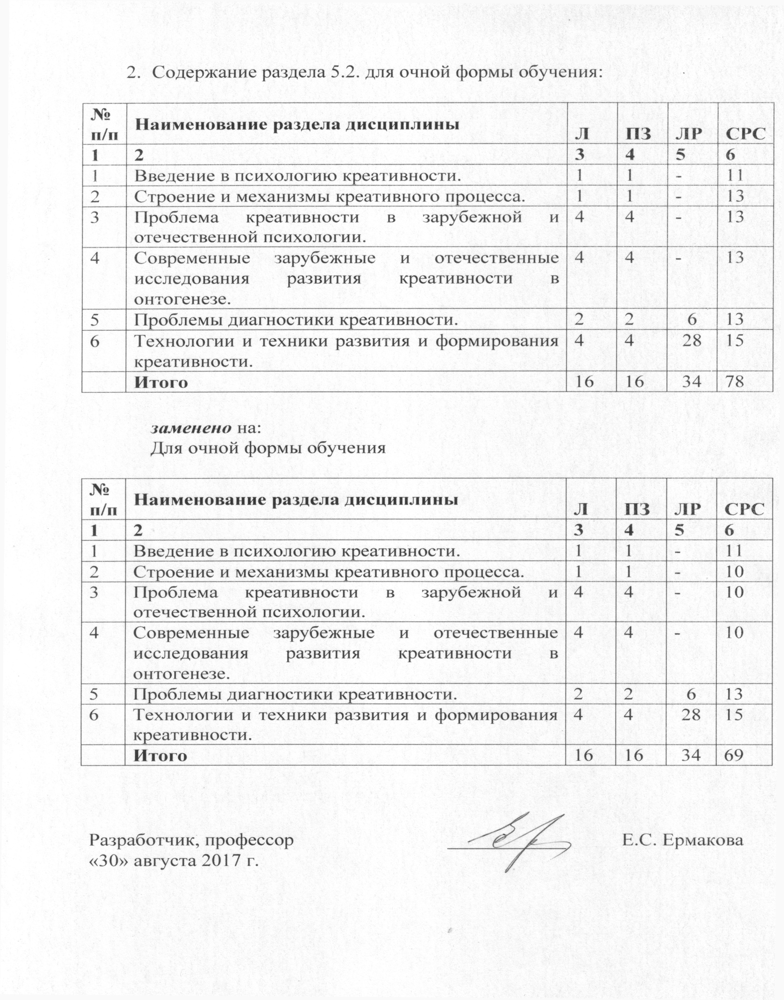 2. Содержание раздела 5.2. для очной формы обучения:
№ п/п Наименование раздела дисциплины Л ПЗ ЛР СРС
1 2 3 4 5 6
1 Введение в психологию креативности. 1 1 - 11
2 Строение и механизмы креативного процесса. 1 1 - 13
3 Проблема креативности в зарубежной и 4 4 - 13
отечественной психологии.
4 Современные зарубежные и отечественные 4 4 - 13
исследования развития креативности в
онтогенезе.
5 Проблемы диагностики креативности. 2 2 6 13
6 Технологии и техники развития и формирования 4 4 28 15
креативности.
Итого 16 16 34 78
заменено на:
Для очной формы обучения
№ п/п Наименование раздела дисциплины Л ПЗ ЛР СРС
1 2 3 4 5 6
1 Введение в психологию креативности. 1 1 - 11
2 Строение и механизмы креативного процесса. 1 1 - 10
3 Проблема креативности в зарубежной и 4 4 - 10
отечественной психологии.
4 Современные зарубежные и отечественные 4 4 - 10
исследования развития креативности в
онтогенезе.
5 Проблемы диагностики креативности. 2 2 6 13
6 Технологии и техники развития и формирования 4 4 28 15
креативности.
Итого 16 16 34 69
Разработчик, профессор Е.С. Ермакова
«30» августа 2017 г.